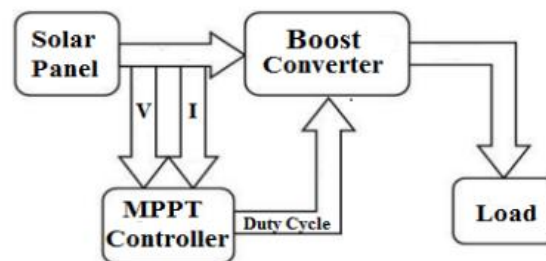 Solar
Panel
Boost
Converter
V
I
MPPT
Controller
Duty Cycle
Load